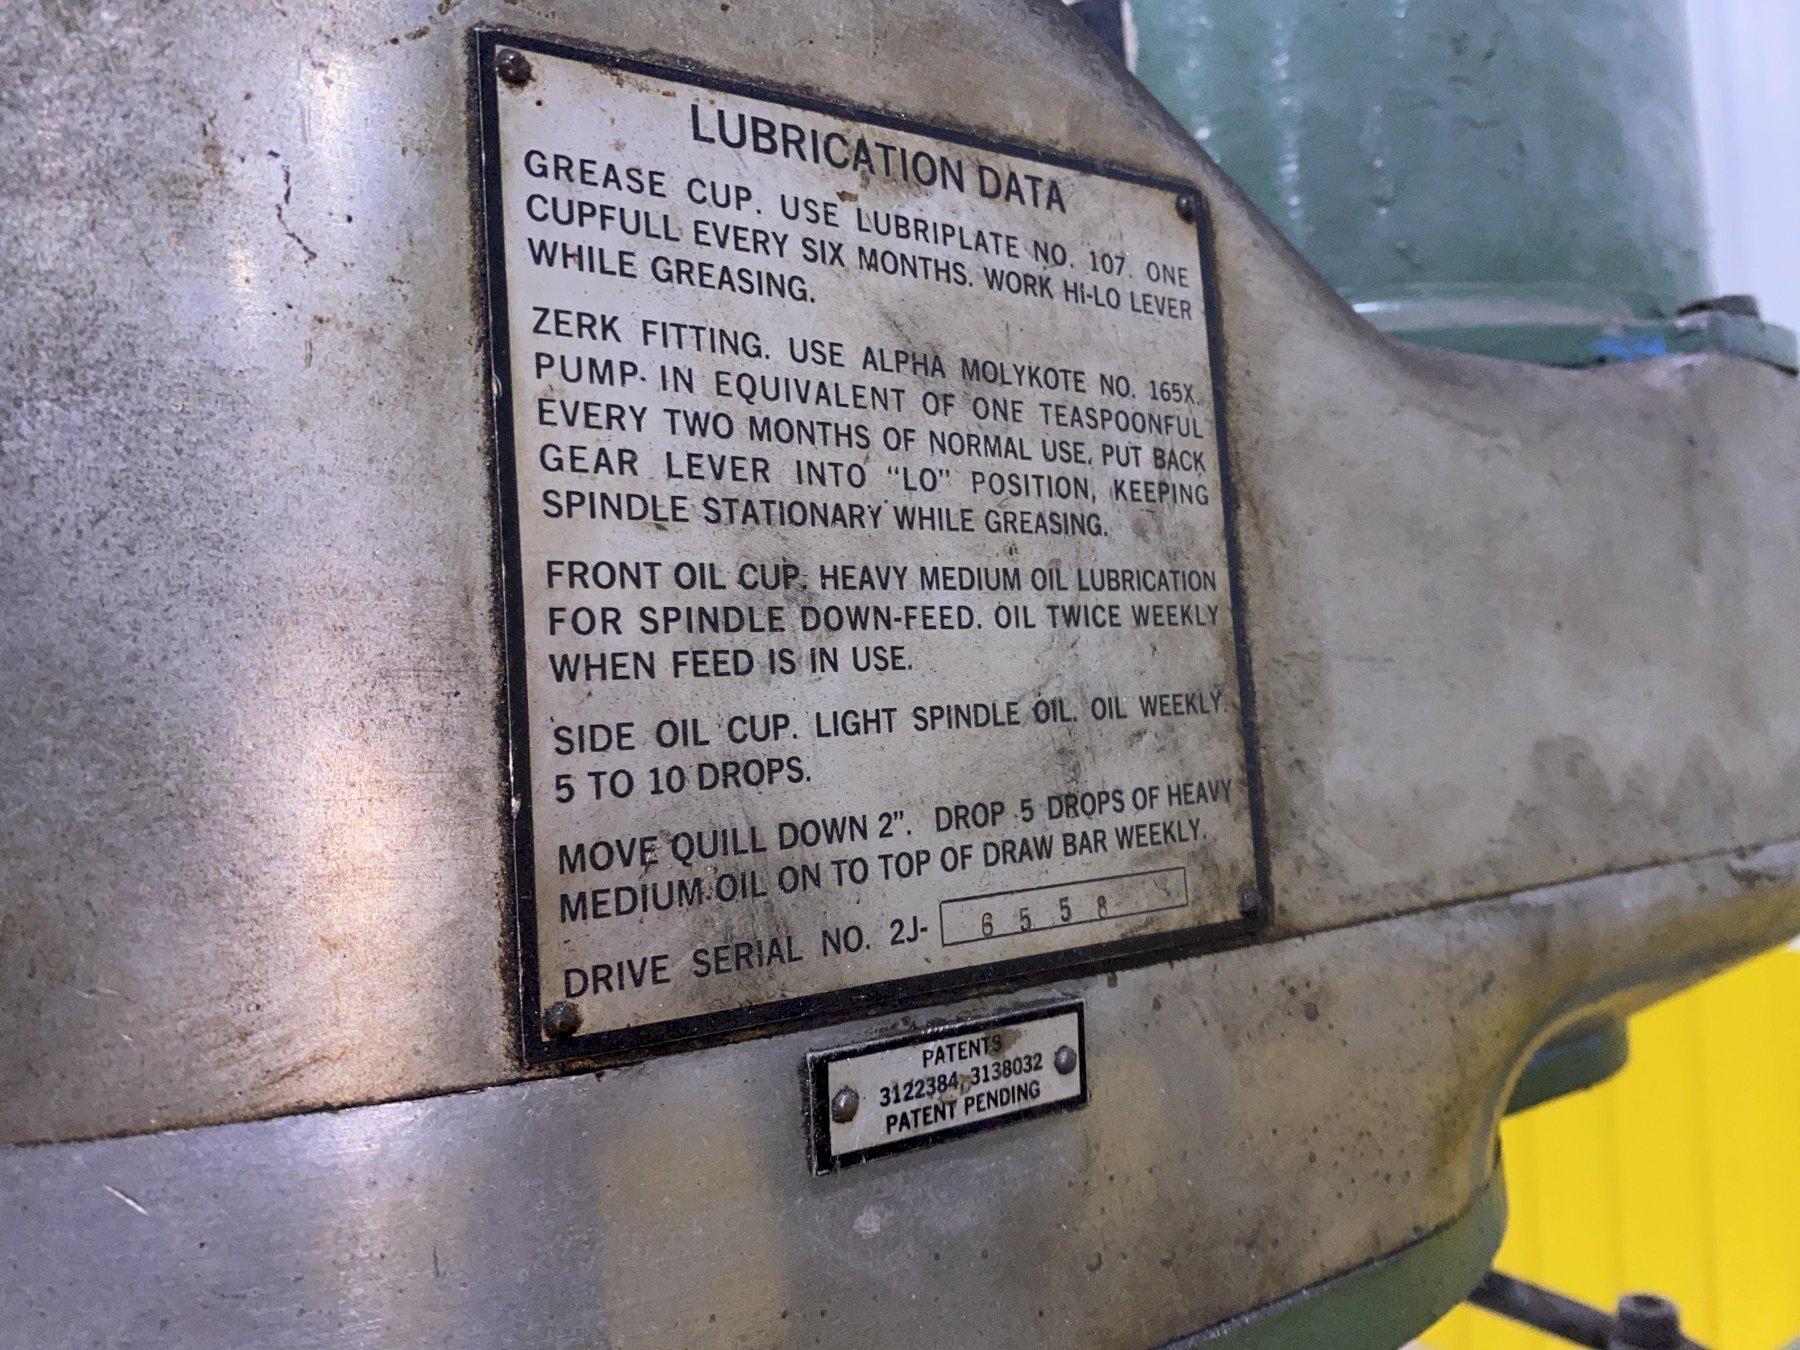 LUBRICATION DATA
GREASE CUP. USE LUBRIPLATE NO. 107. ONE
CUPFULL EVERY SIX MONTHS. WORK HI-LO LEVER
WHILE GREASING.
ZERK FITTING. USE ALPHA MOLYKOTE NO. 165X.
PUMP IN EQUIVALENT OF ONE TEASPOONFUL
EVERY TWO MONTHS OF NORMAL USE. PUT BACK
GEAR LEVER INTO "LO" POSITION, KEEPING
SPINDLE STATIONARY WHILE GREASING.
FRONT OIL CUP. HEAVY MEDIUM OIL LUBRICATION
FOR SPINDLE DOWN-FEED. OIL TWICE WEEKLY
WHEN FEED IS IN USE.
SIDE OIL CUP. LIGHT SPINDLE OIL. OIL WEEKLY.
5 TO 10 DROPS.
MOVE QUILL DOWN 2". DROP 5 DROPS OF HEAVY
MEDIUM OIL ON TO TOP OF DRAW BAR WEEKLY.
DRIVE SERIAL NO. 2J- 6558
PATENTS
3122384, 3138032
PATENT PENDING